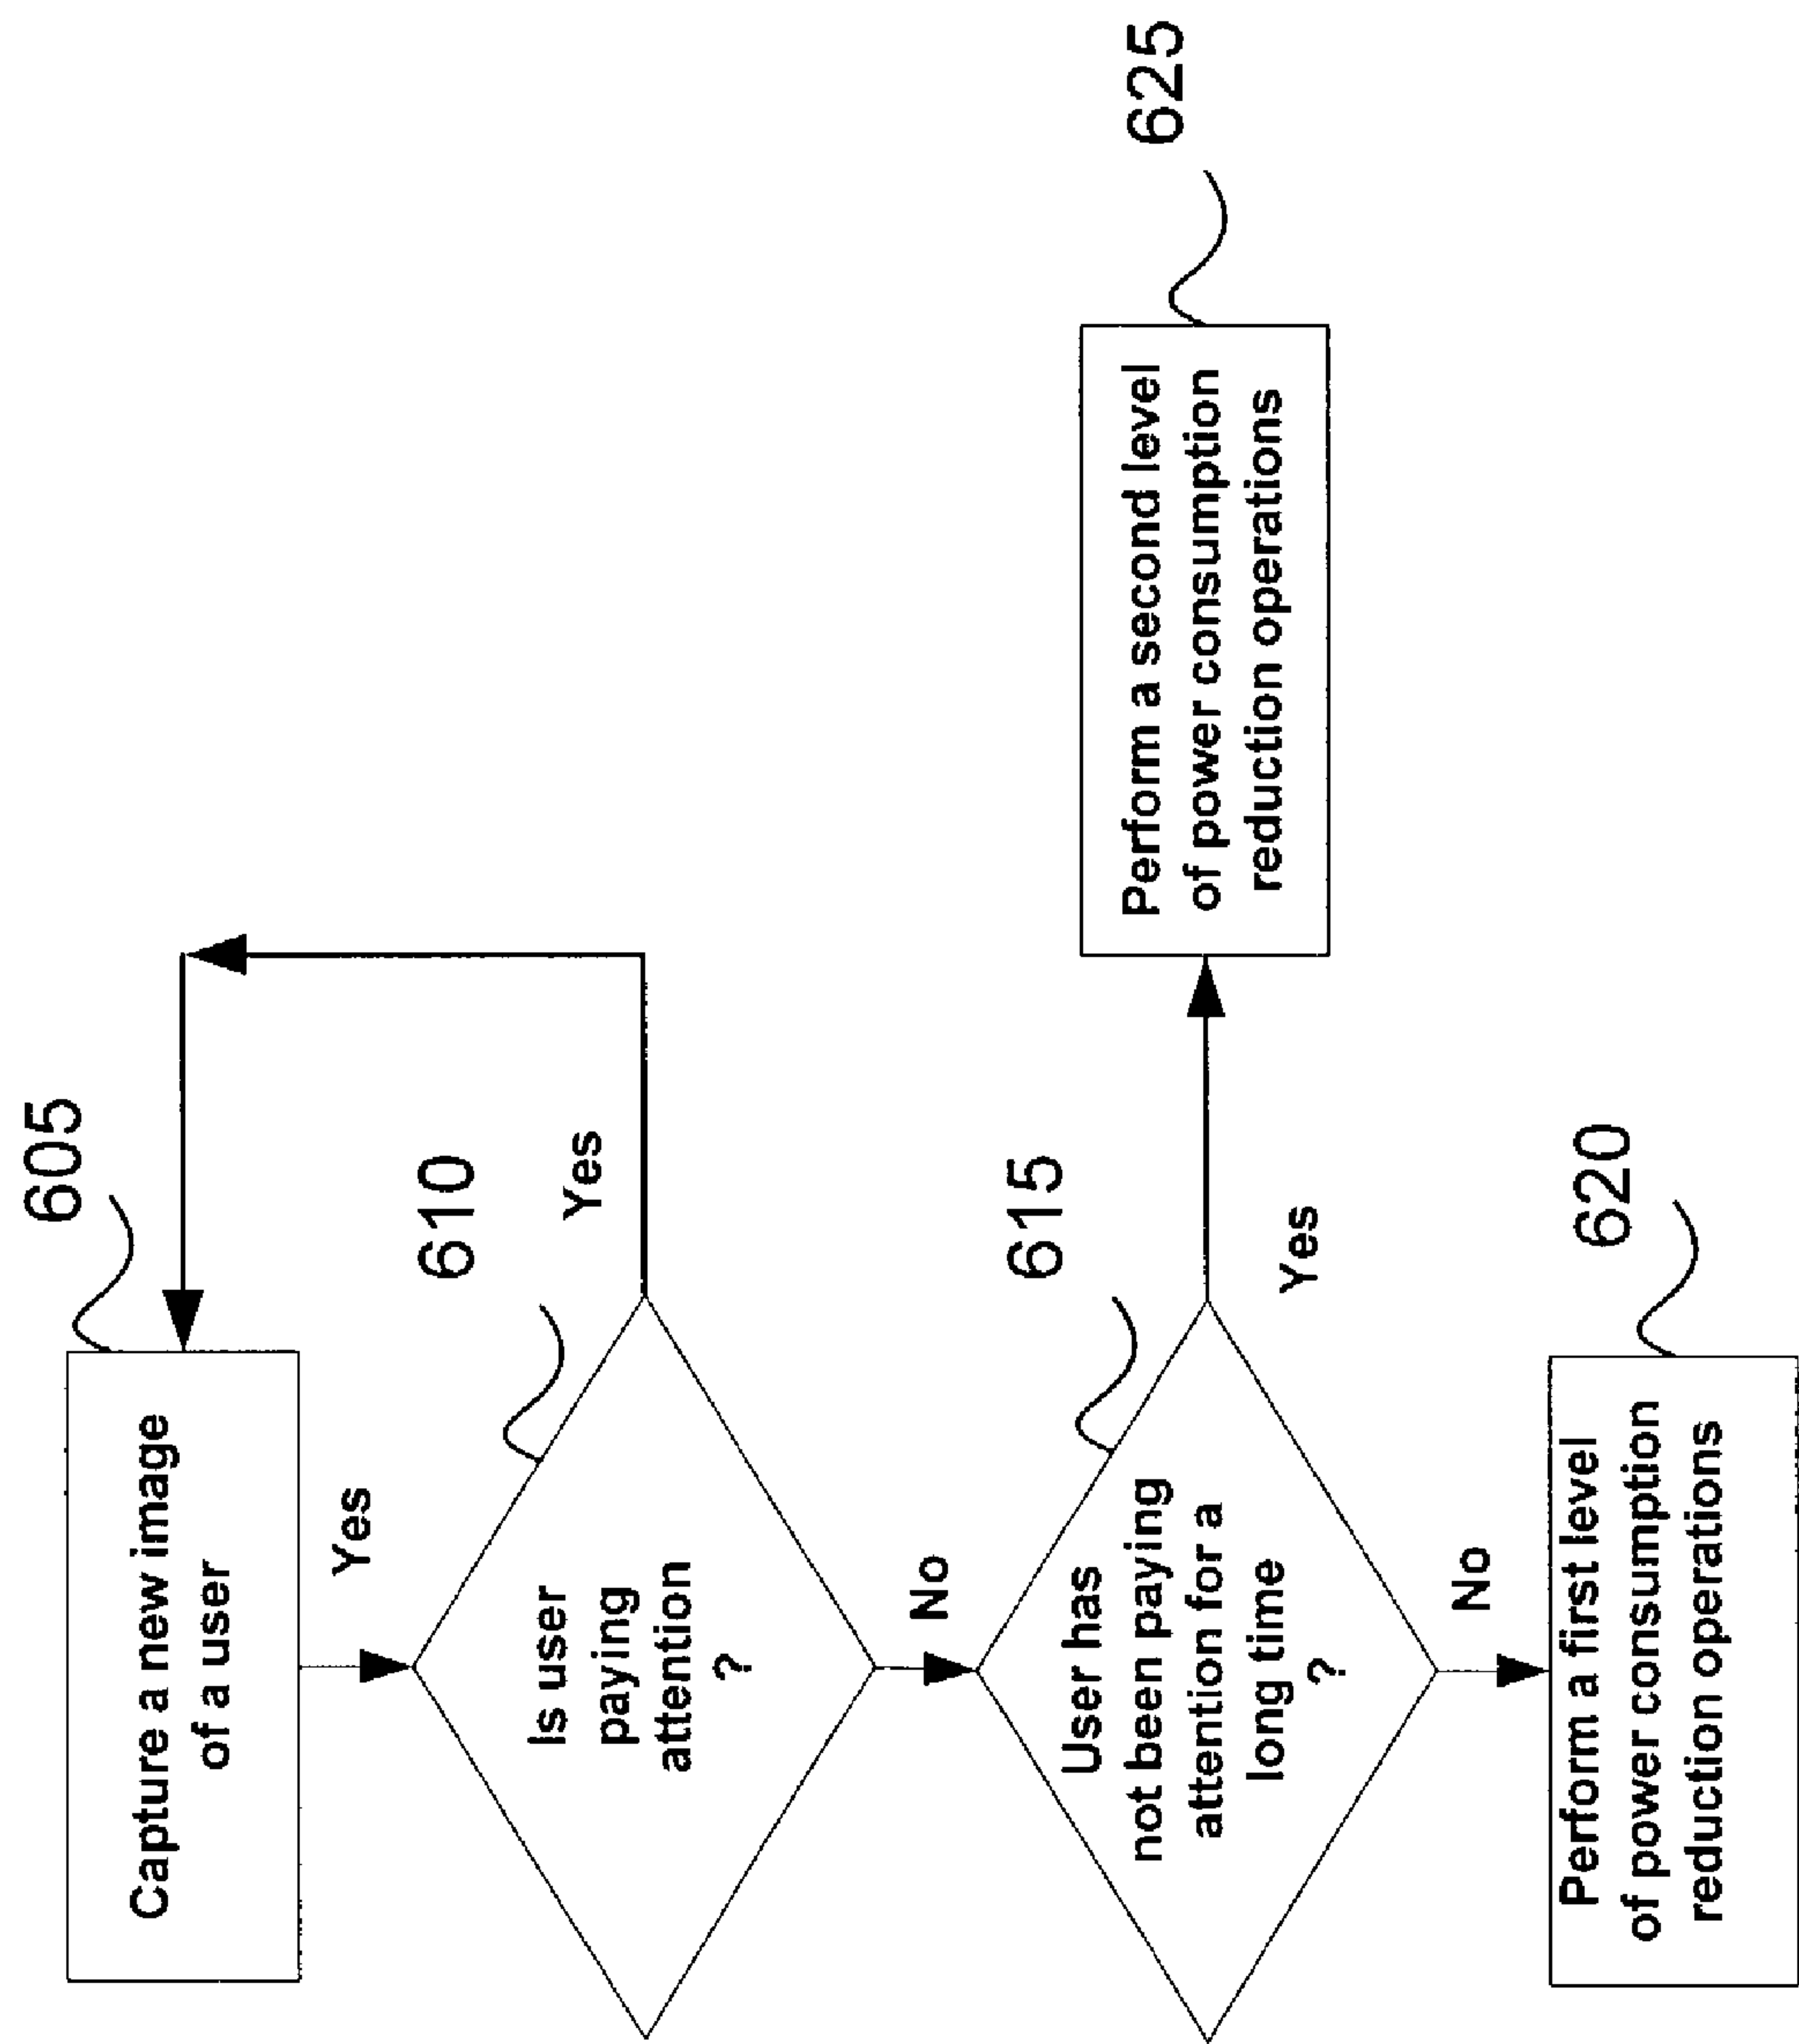 605
Capture a new image
of a user
Yes
610
Is user
paying
attention
?
Yes
No
615
User has
not been paying
attention for a
long time
?
Yes
625
Perform a second level
of power consumption
reduction operations
No
620
Perform a first level
of power consumption
reduction operations